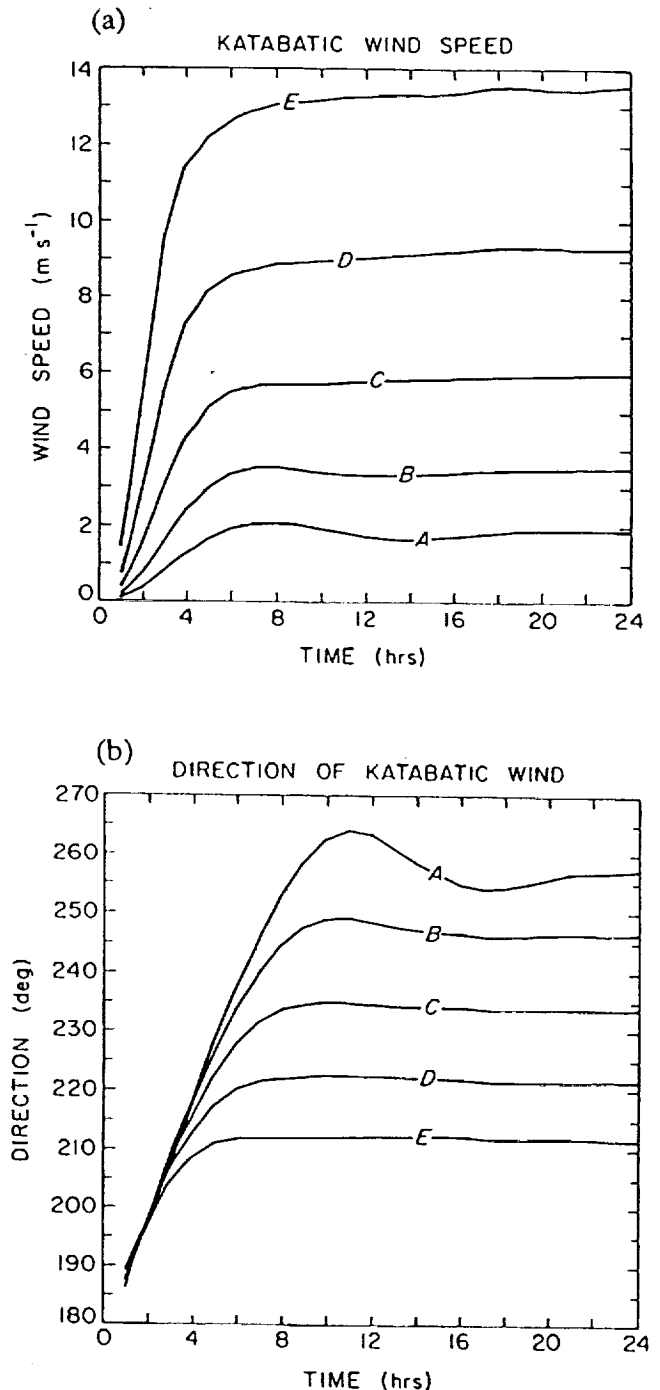 (a)
KATABATIC WIND SPEED
14
12
10
8
6
4
2
0
WIND SPEED (m s⁻¹)
E
D
C
B
A
0 4 8 12 16 20 24
TIME (hrs)
(b)
DIRECTION OF KATABATIC WIND
270
260
250
240
230
220
210
200
190
180
DIRECTION (deg)
A
B
C
D
E
0 4 8 12 16 20 24
TIME (hrs)